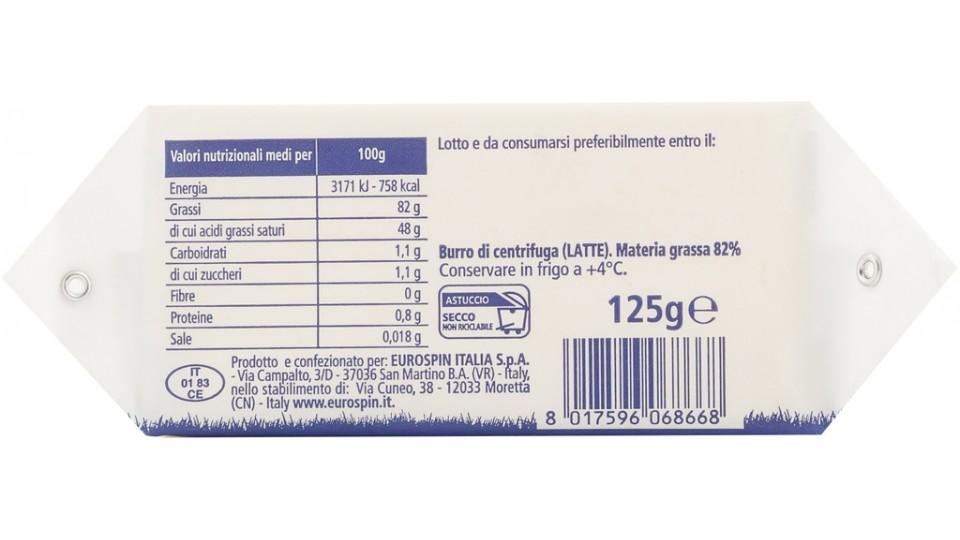 Valori nutrizionali medi per 100g
Energia 3171 kJ - 758 kcal
Grassi 82 g
di cui acidi grassi saturi 48 g
Carboidrati 1,1 g
di cui zuccheri 1,1 g
Fibre 0 g
Proteine 0,8 g
Sale 0,018 g
IT
01 83
CE
Prodotto e confezionato per: EUROSPIN ITALIA S.p.A.
- Via Campalto, 3/D - 37036 San Martino B.A. (VR) - Italy,
nello stabilimento di: Via Cuneo, 38 - 12033 Moretta
(CN) - Italy www.eurospin.it.
Lotto e da consumarsi preferibilmente entro il:
Burro di centrifuga (LATTE). Materia grassa 82%
Conservare in frigo a +4°C.
ASTUCCIO
SECCO
NON RICICLABILE
125g℮
8 017596 068668